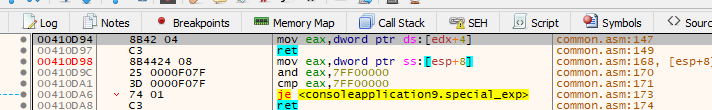 Log Notes Breakpoints Memory Map Call Stack SEH Script Symbols Sourc
00410D94 8B42 04 mov eax,dword ptr ds:[edx+4] common.asm:147
00410D97 C3 ret common.asm:149
00410D98 8B4424 08 mov eax,dword ptr ss:[esp+8] common.asm:168, [esp+8]
00410D9C 25 0000F07F and eax,7FF00000 common.asm:170
00410DA1 3D 0000F07F cmp eax,7FF00000 common.asm:171
00410DA6 74 01 je <consoleapplication9.special_exp> common.asm:173
00410DA8 C3 ret common.asm:174